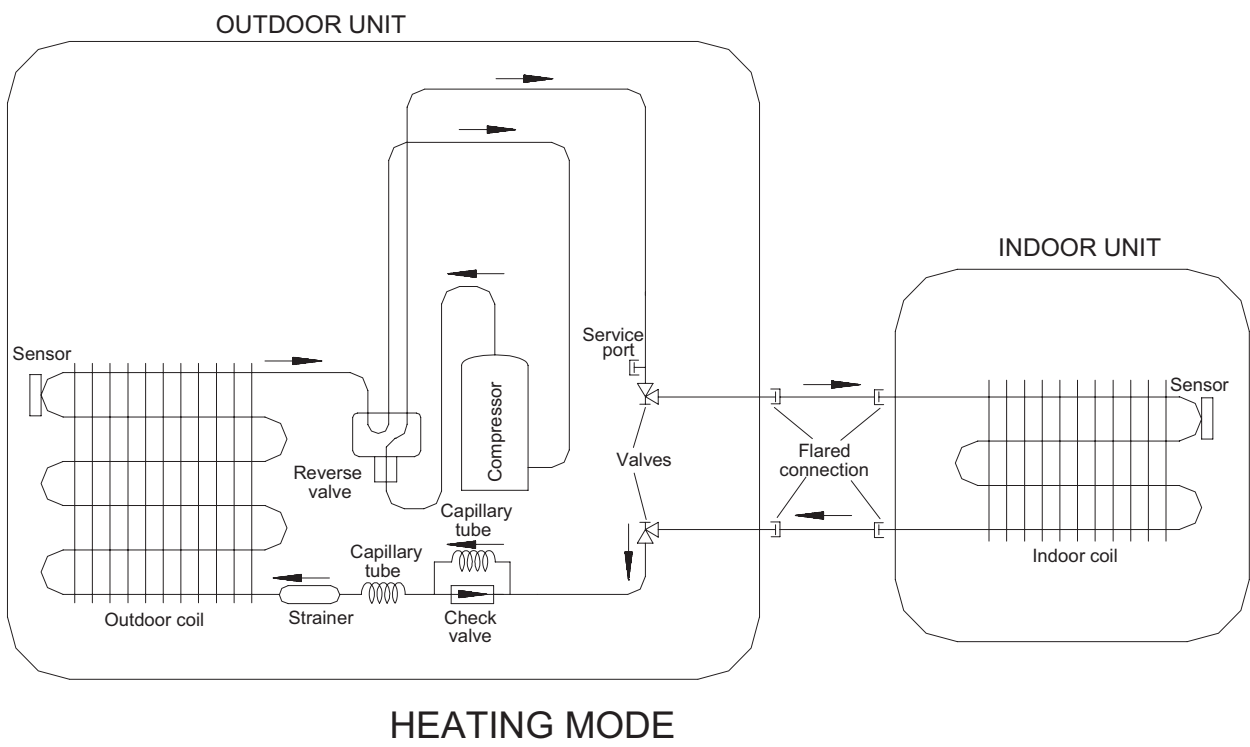 OUTDOOR UNIT
INDOOR UNIT
Service
port
Sensor
Compressor
Sensor
Reverse
valve
Valves
Flared
connection
Capillary
tube
Capillary
tube
Indoor coil
Outdoor coil
Strainer
Check
valve
HEATING MODE